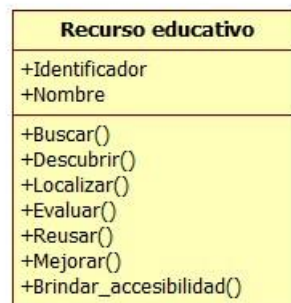 Recurso educativo
+Identificador
+Nombre
+Buscar()
+Descubrir()
+Localizar()
+Evaluar()
+Reusar()
+Mejorar()
+Brindar_accesibilidad()